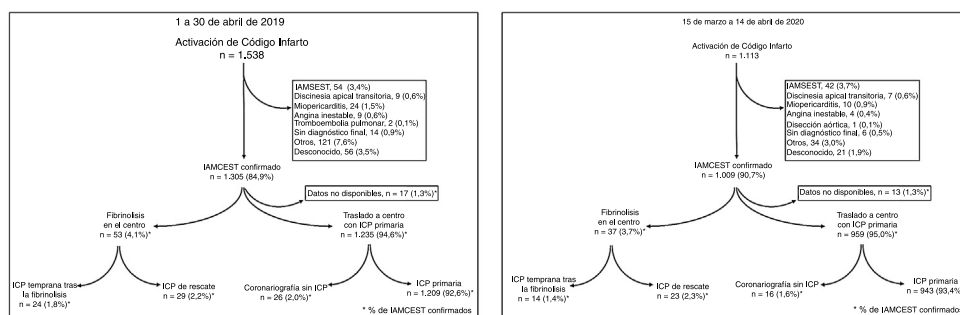 1 a 30 de abril de 2019
Activación de Código Infarto
n = 1.538
IAMSEST, 54 (3,4%)
Discinesia apical transitoria, 9 (0,6%)
Miopericarditis, 24 (1,5%)
Angina inestable, 9 (0,6%)
Tromboembolia pulmonar, 2 (0,1%)
Sin diagnóstico final, 14 (0,9%)
Otros, 121 (7,6%)
Desconocido, 56 (3,5%)
IAMCEST confirmado
n = 1.305 (84,9%)
Datos no disponibles, n = 17 (1,3%)*
Fibrinolisis
en el centro
n = 53 (4,1%)*
Traslado a centro
con ICP primaria
n = 1.235 (94,6%)*
ICP temprana tras
la fibrinolisis
n = 24 (1,8%)*
ICP de rescate
n = 29 (2,2%)*
Coronariografía sin ICP
n = 26 (2,0%)*
ICP primaria
n = 1.209 (92,6%)*
* % de IAMCEST confirmados
15 de marzo a 14 de abril de 2020
Activación de Código Infarto
n = 1.113
IAMSEST, 42 (3,7%)
Discinesia apical transitoria, 7 (0,6%)
Miopericarditis, 10 (0,9%)
Angina inestable, 4 (0,4%)
Disección aórtica, 1 (0,1%)
Sin diagnóstico final, 6 (0,5%)
Otros, 34 (3,0%)
Desconocido, 21 (1,9%)
IAMCEST confirmado
n = 1.009 (90,7%)
Datos no disponibles, n = 13 (1,3%)*
Fibrinolisis
en el centro
n = 37 (3,7%)*
Traslado a centro
con ICP primaria
n = 959 (95,0%)*
ICP temprana tras
la fibrinolisis
n = 14 (1,4%)*
ICP de rescate
n = 23 (2,3%)*
Coronariografía sin ICP
n = 16 (1,6%)*
ICP primaria
n = 943 (93,4%)*
* % de IAMCEST confirmados